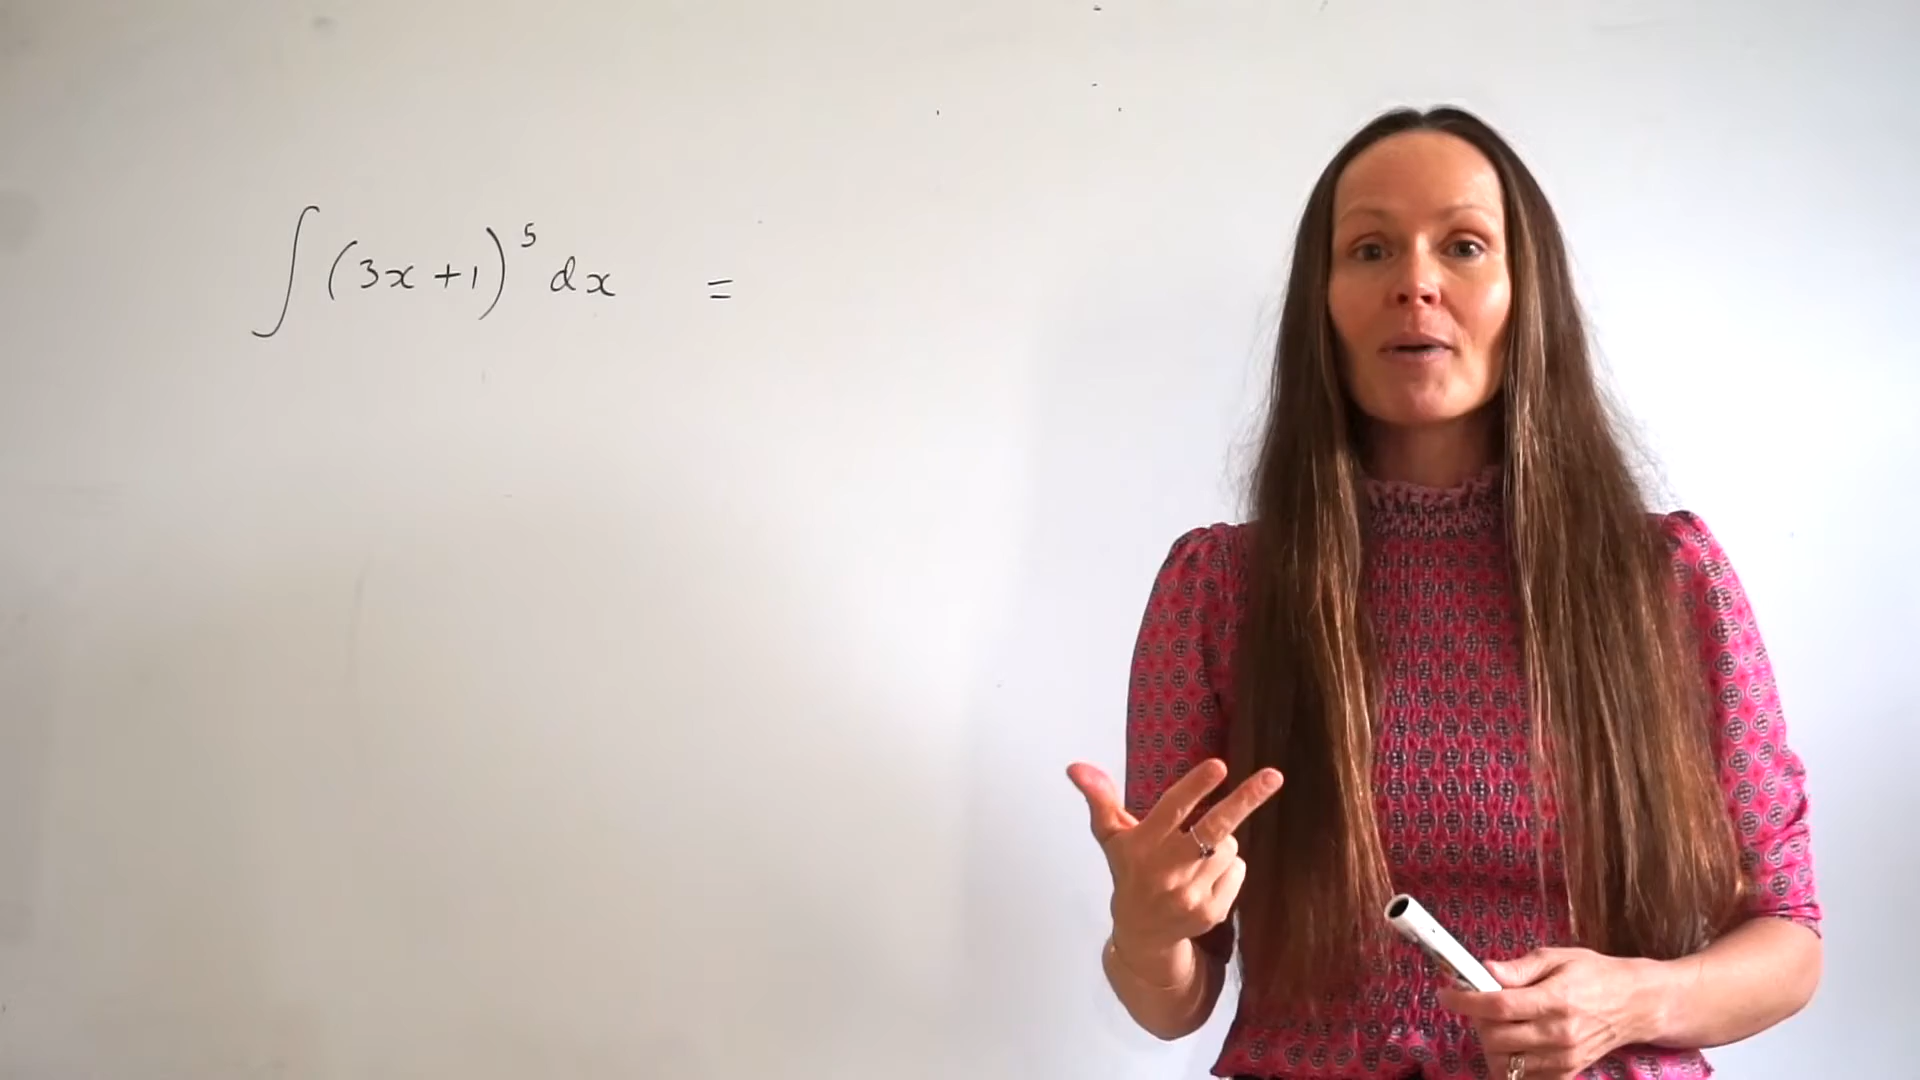 ∫(3x+1)⁵ dx =